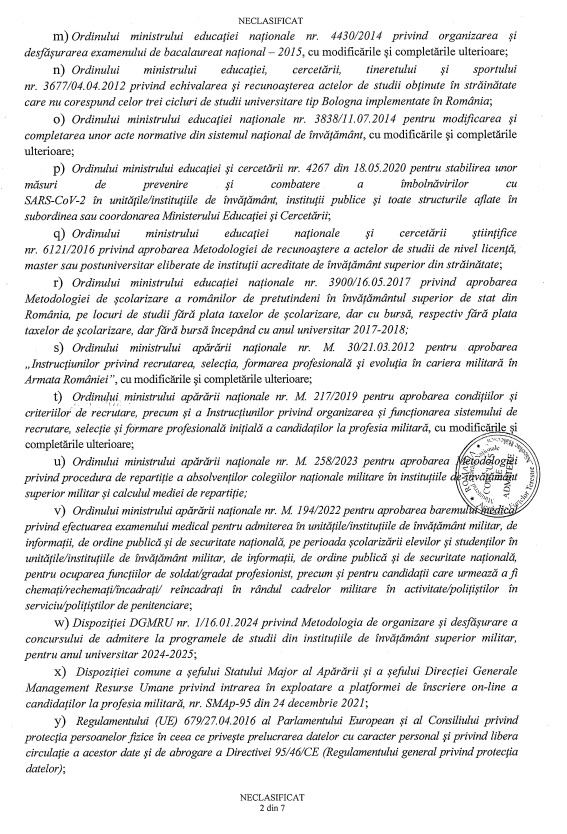 NECLASIFICAT
m) Ordinului ministrului educației naționale nr. 4430/2014 privind organizarea și
desfășurarea examenului de bacalaureat național – 2015, cu modificările și completările ulterioare;
n) Ordinului ministrului educației, cercetării, tineretului și sportului
nr. 3677/04.04.2012 privind echivalarea și recunoașterea actelor de studii obținute în străinătate
care nu corespund celor trei cicluri de studii universitare tip Bologna implementate în România;
o) Ordinului ministrului educației naționale nr. 3838/11.07.2014 pentru modificarea și
completarea unor acte normative din sistemul național de învățământ, cu modificările și completările
ulterioare;
p) Ordinului ministrului educației și cercetării nr. 4267 din 18.05.2020 pentru stabilirea unor
măsuri de prevenire și combatere a îmbolnăvirilor cu
SARS-CoV-2 în unitățile/instituțiile de învățământ, instituții publice și toate structurile aflate în
subordinea sau coordonarea Ministerului Educației și Cercetării;
q) Ordinului ministrului educației naționale și cercetării științifice
nr. 6121/2016 privind aprobarea Metodologiei de recunoaștere a actelor de studii de nivel licență,
master sau postuniversitar eliberate de instituții acreditate de învățământ superior din străinătate;
r) Ordinului ministrului educației naționale nr. 3900/16.05.2017 privind aprobarea
Metodologiei de școlarizare a românilor de pretutindeni în învățământul superior de stat din
România, pe locuri de studii fără plata taxelor de școlarizare, dar cu bursă, respectiv fără plata
taxelor de școlarizare, dar fără bursă începând cu anul universitar 2017-2018;
s) Ordinului ministrului apărării naționale nr. M. 30/21.03.2012 pentru aprobarea
„Instrucțiunilor privind recrutarea, selecția, formarea profesională și evoluția în cariera militară în
Armata României”, cu modificările și completările ulterioare;
t) Ordinului ministrului apărării naționale nr. M. 217/2019 pentru aprobarea condițiilor și
criteriilor de recrutare, precum și a Instrucțiunilor privind organizarea și funcționarea sistemului de
recrutare, selecție și formare profesională inițială a candidaților la profesia militară, cu modificările și
completările ulterioare;
u) Ordinului ministrului apărării naționale nr. M. 258/2023 pentru aprobarea Metodologiei
privind procedura de repartiție a absolvenților colegiilor naționale militare în instituțiile de învățământ
superior militar și calculul mediei de repartiție;
v) Ordinului ministrului apărării naționale nr. M. 194/2022 pentru aprobarea baremului medical
privind efectuarea examenului medical pentru admiterea în unitățile/instituțiile de învățământ militar, de
informații, de ordine publică și de securitate națională, pe perioada școlarizării elevilor și studenților în
unitățile/instituțiile de învățământ militar, de informații, de ordine publică și de securitate națională,
pentru ocuparea funcțiilor de soldat/gradat profesionist, precum și pentru candidații care urmează a fi
chemați/rechemați/încadrați/ reîncadrați în rândul cadrelor militare în activitate/polițiștilor în
serviciu/polițiștilor de penitenciare;
w) Dispoziției DGMRU nr. 1/16.01.2024 privind Metodologia de organizare și desfășurare a
concursului de admitere la programele de studii din instituțiile de învățământ superior militar,
pentru anul universitar 2024-2025;
x) Dispoziției comune a șefului Statului Major al Apărării și a șefului Direcției Generale
Management Resurse Umane privind intrarea în exploatare a platformei de înscriere on-line a
candidaților la profesia militară, nr. SMAp-95 din 24 decembrie 2021;
y) Regulamentului (UE) 679/27.04.2016 al Parlamentului European și al Consiliului privind
protecția persoanelor fizice în ceea ce privește prelucrarea datelor cu caracter personal și privind libera
circulație a acestor date și de abrogare a Directivei 95/46/CE (Regulamentului general privind protecția
datelor);
ROMÂNIA
CONCURS
DE
ADMITERE
NECLASIFICAT
2 din 7